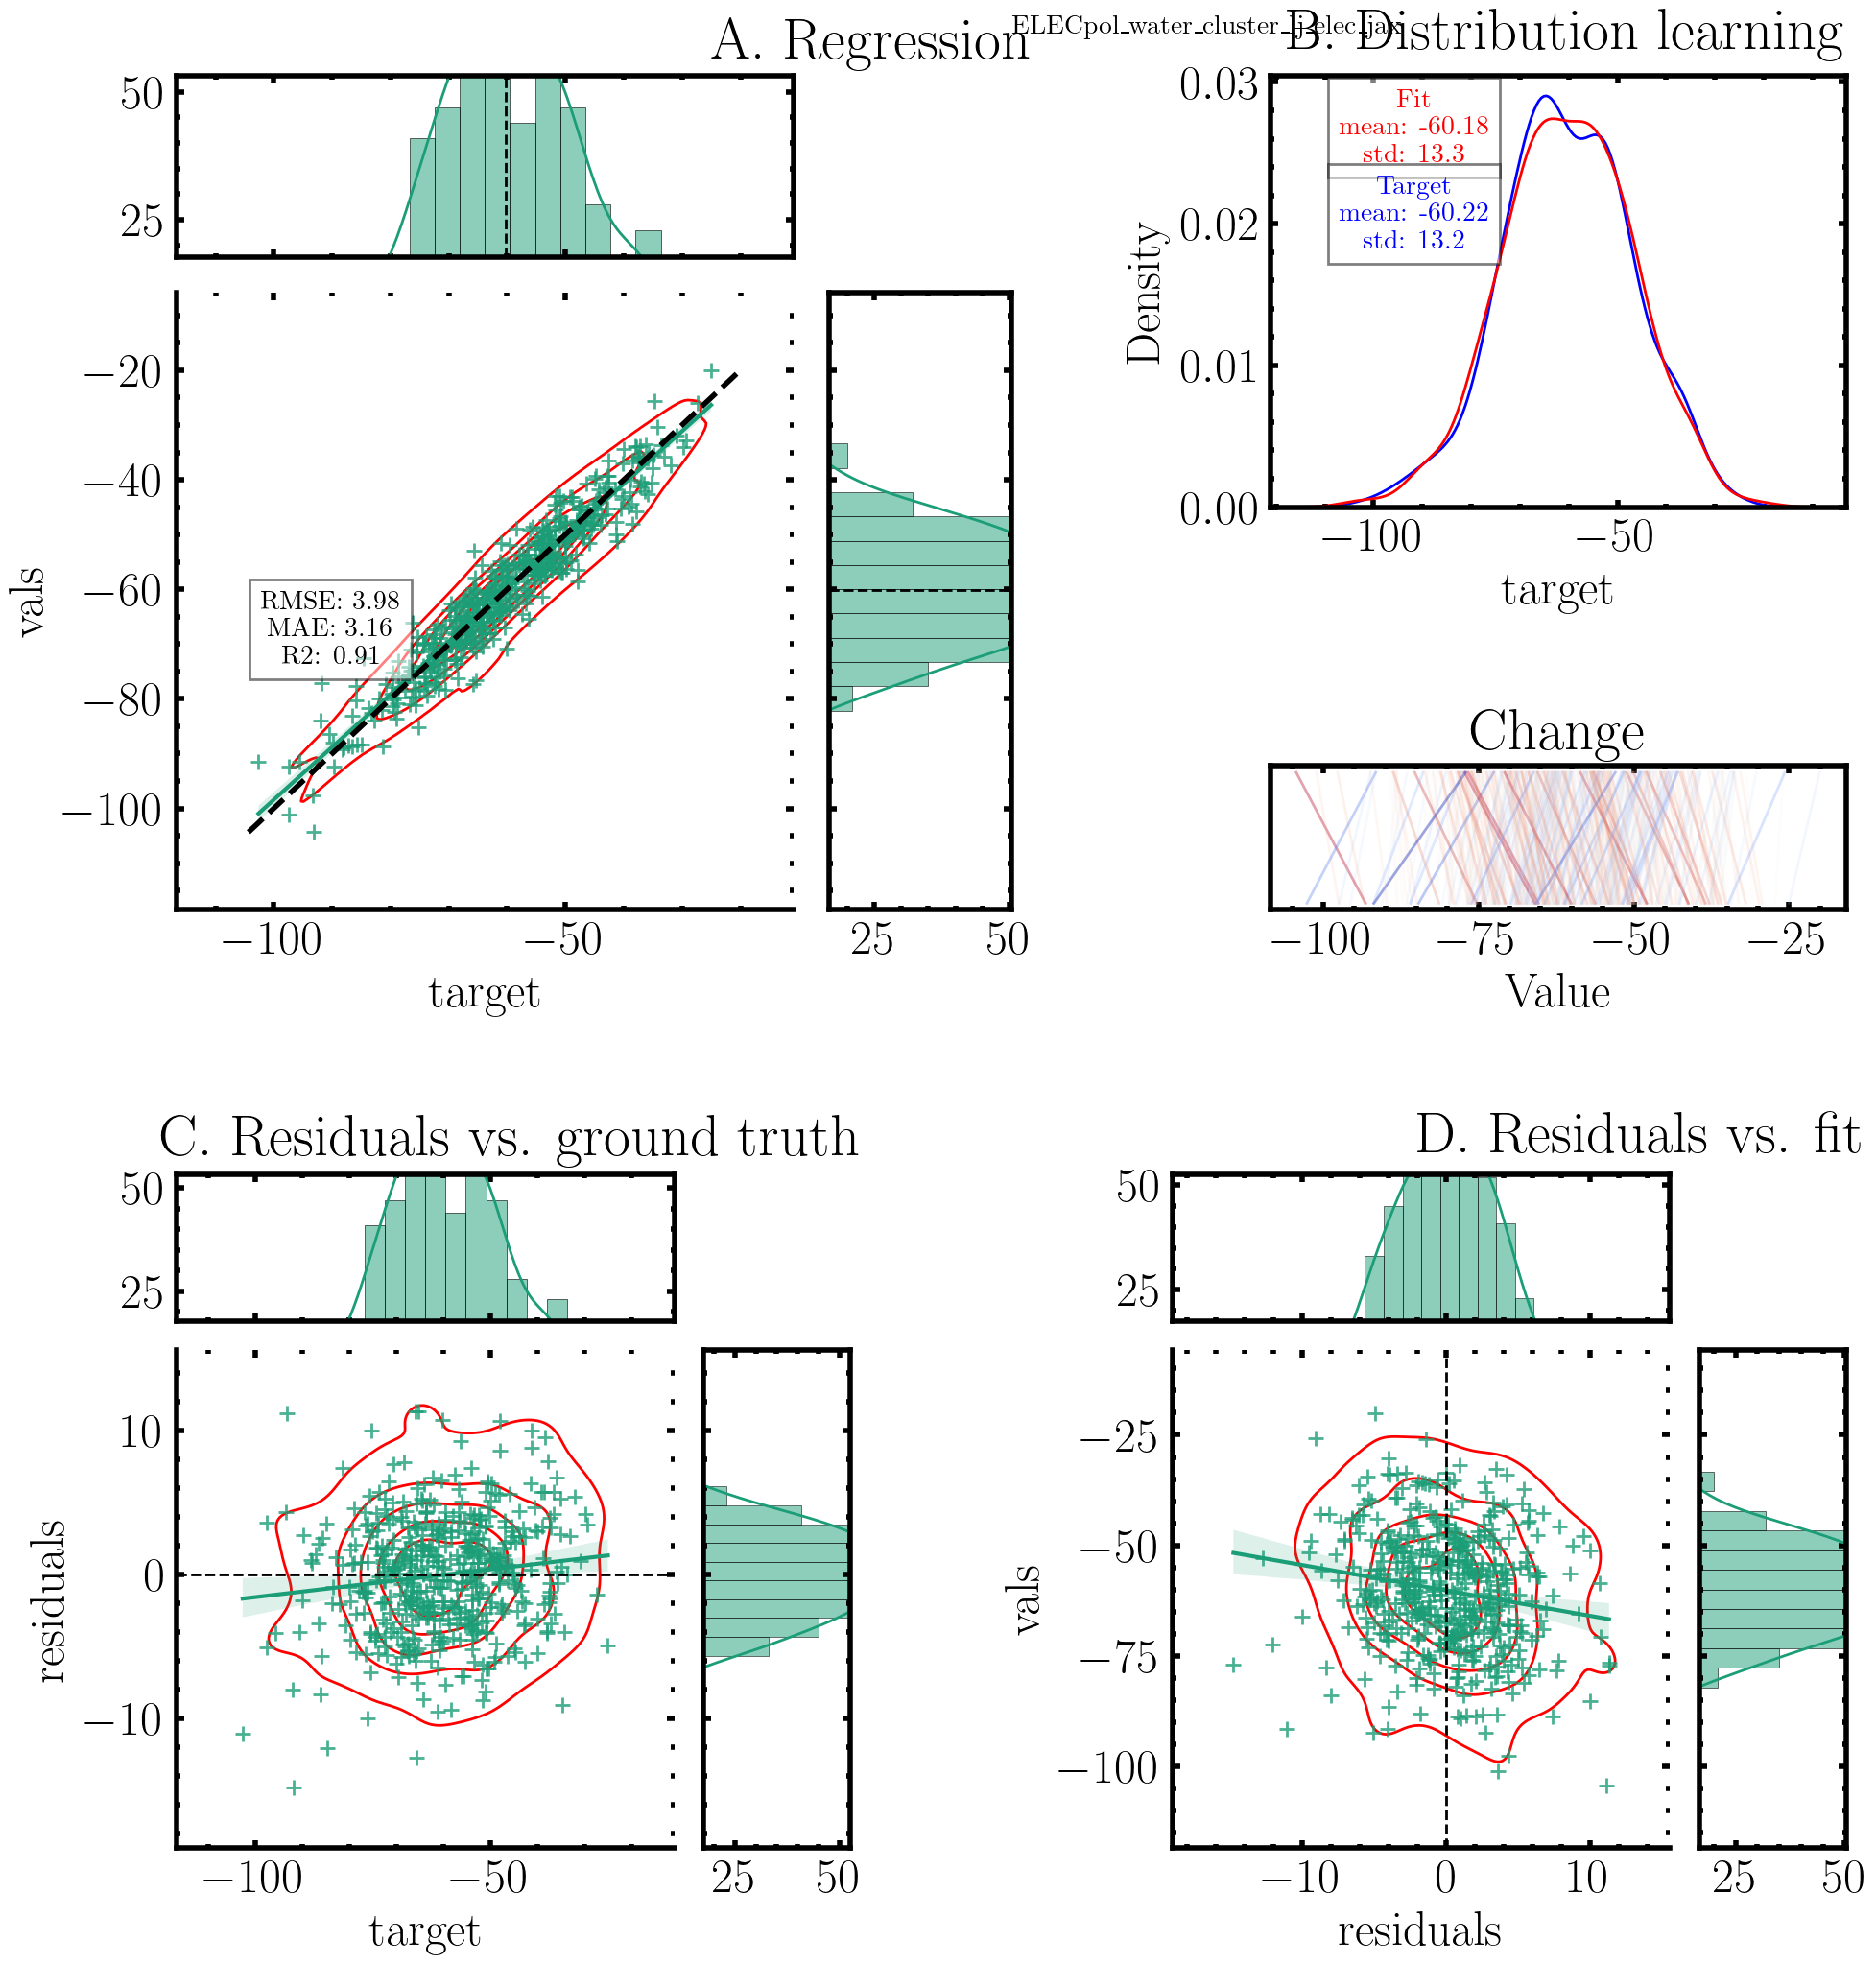 ELECpol_water_cluster_lj_elec.jax
A. Regression
50
25
−20
−40
−60
−80
−100
vals
RMSE: 3.98
MAE: 3.16
R2: 0.91
−100
−50
target
25
50
B. Distribution learning
0.03
0.02
0.01
0.00
Density
Fit
mean: -60.18
std: 13.3
Target
mean: -60.22
std: 13.2
−100
−50
target
Change
−100
−75
−50
−25
Value
C. Residuals vs. ground truth
50
25
10
0
−10
residuals
−100
−50
target
25
50
D. Residuals vs. fit
50
25
−25
−50
−75
−100
vals
−10
0
10
residuals
25
50